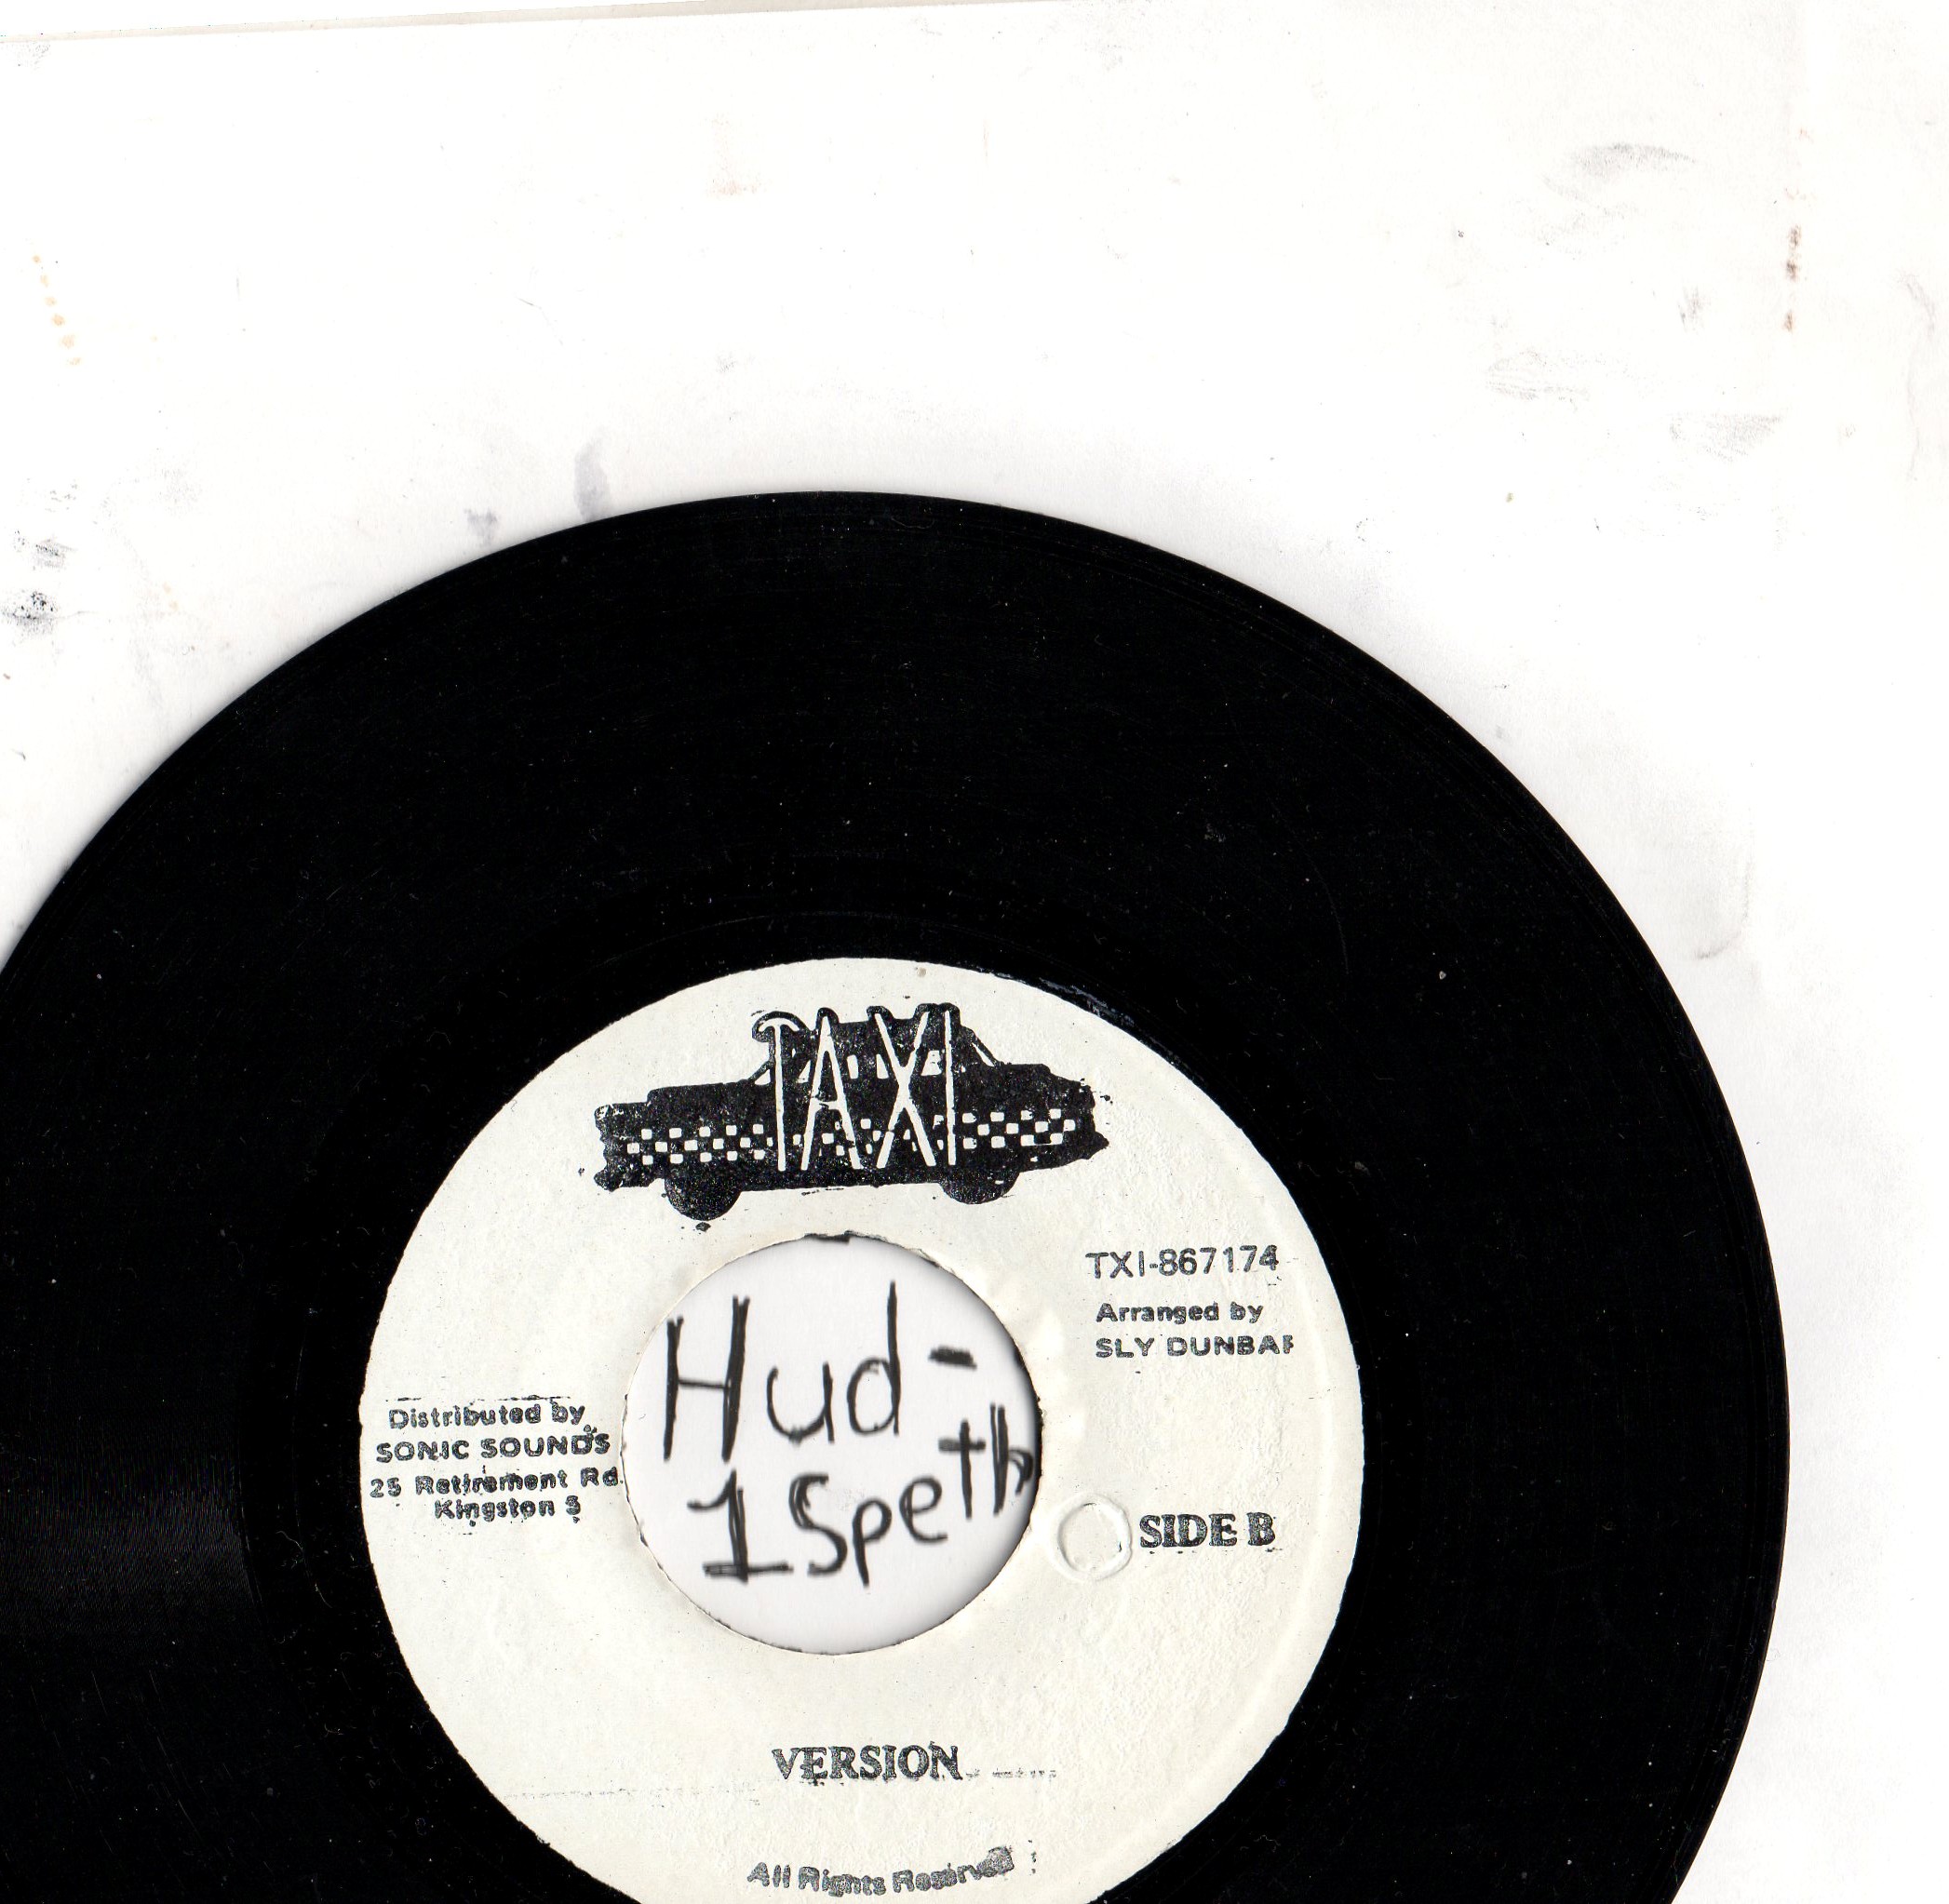 TAXI
TXI-867174
Arranged by
SLY DUNBAR
Distributed by
SONIC SOUNDS
25 Retirement Rd
Kingston 5
Hud-
1Speth
SIDE B
VERSION
All Rights Reserved